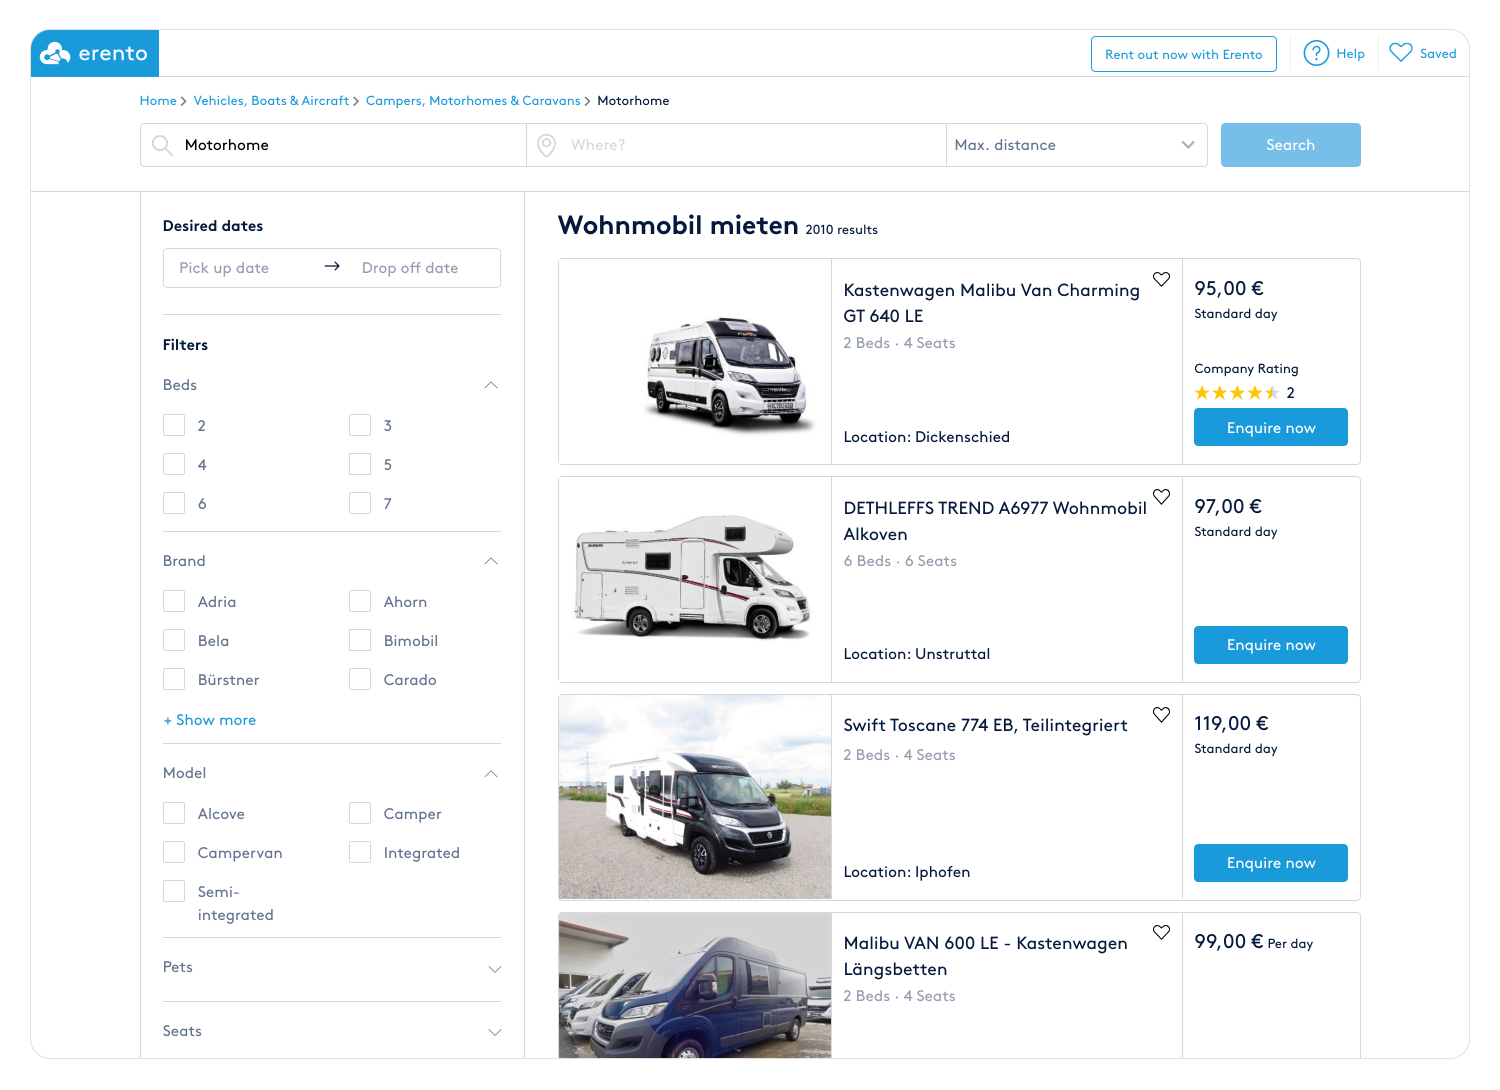 erento
Rent out now with Erento
Help
Saved
Home > Vehicles, Boats & Aircraft > Campers, Motorhomes & Caravans > Motorhome
Motorhome
Where?
Max. distance
Search
Desired dates
Pick up date → Drop off date
Filters
Beds
2
3
4
5
6
7
Brand
Adria
Ahorn
Bela
Bimobil
Bürstner
Carado
+ Show more
Model
Alcove
Camper
Campervan
Integrated
Semi-
integrated
Pets
Seats
Wohnmobil mieten 2010 results
Kastenwagen Malibu Van Charming
GT 640 LE
2 Beds · 4 Seats
Location: Dickenschied
95,00 €
Standard day
Company Rating
2
Enquire now
DETHLEFFS TREND A6977 Wohnmobil
Alkoven
6 Beds · 6 Seats
Location: Unstruttal
97,00 €
Standard day
Enquire now
Swift Toscane 774 EB, Teilintegriert
2 Beds · 4 Seats
Location: Iphofen
119,00 €
Standard day
Enquire now
Malibu VAN 600 LE - Kastenwagen
Längsbetten
2 Beds · 4 Seats
99,00 € Per day